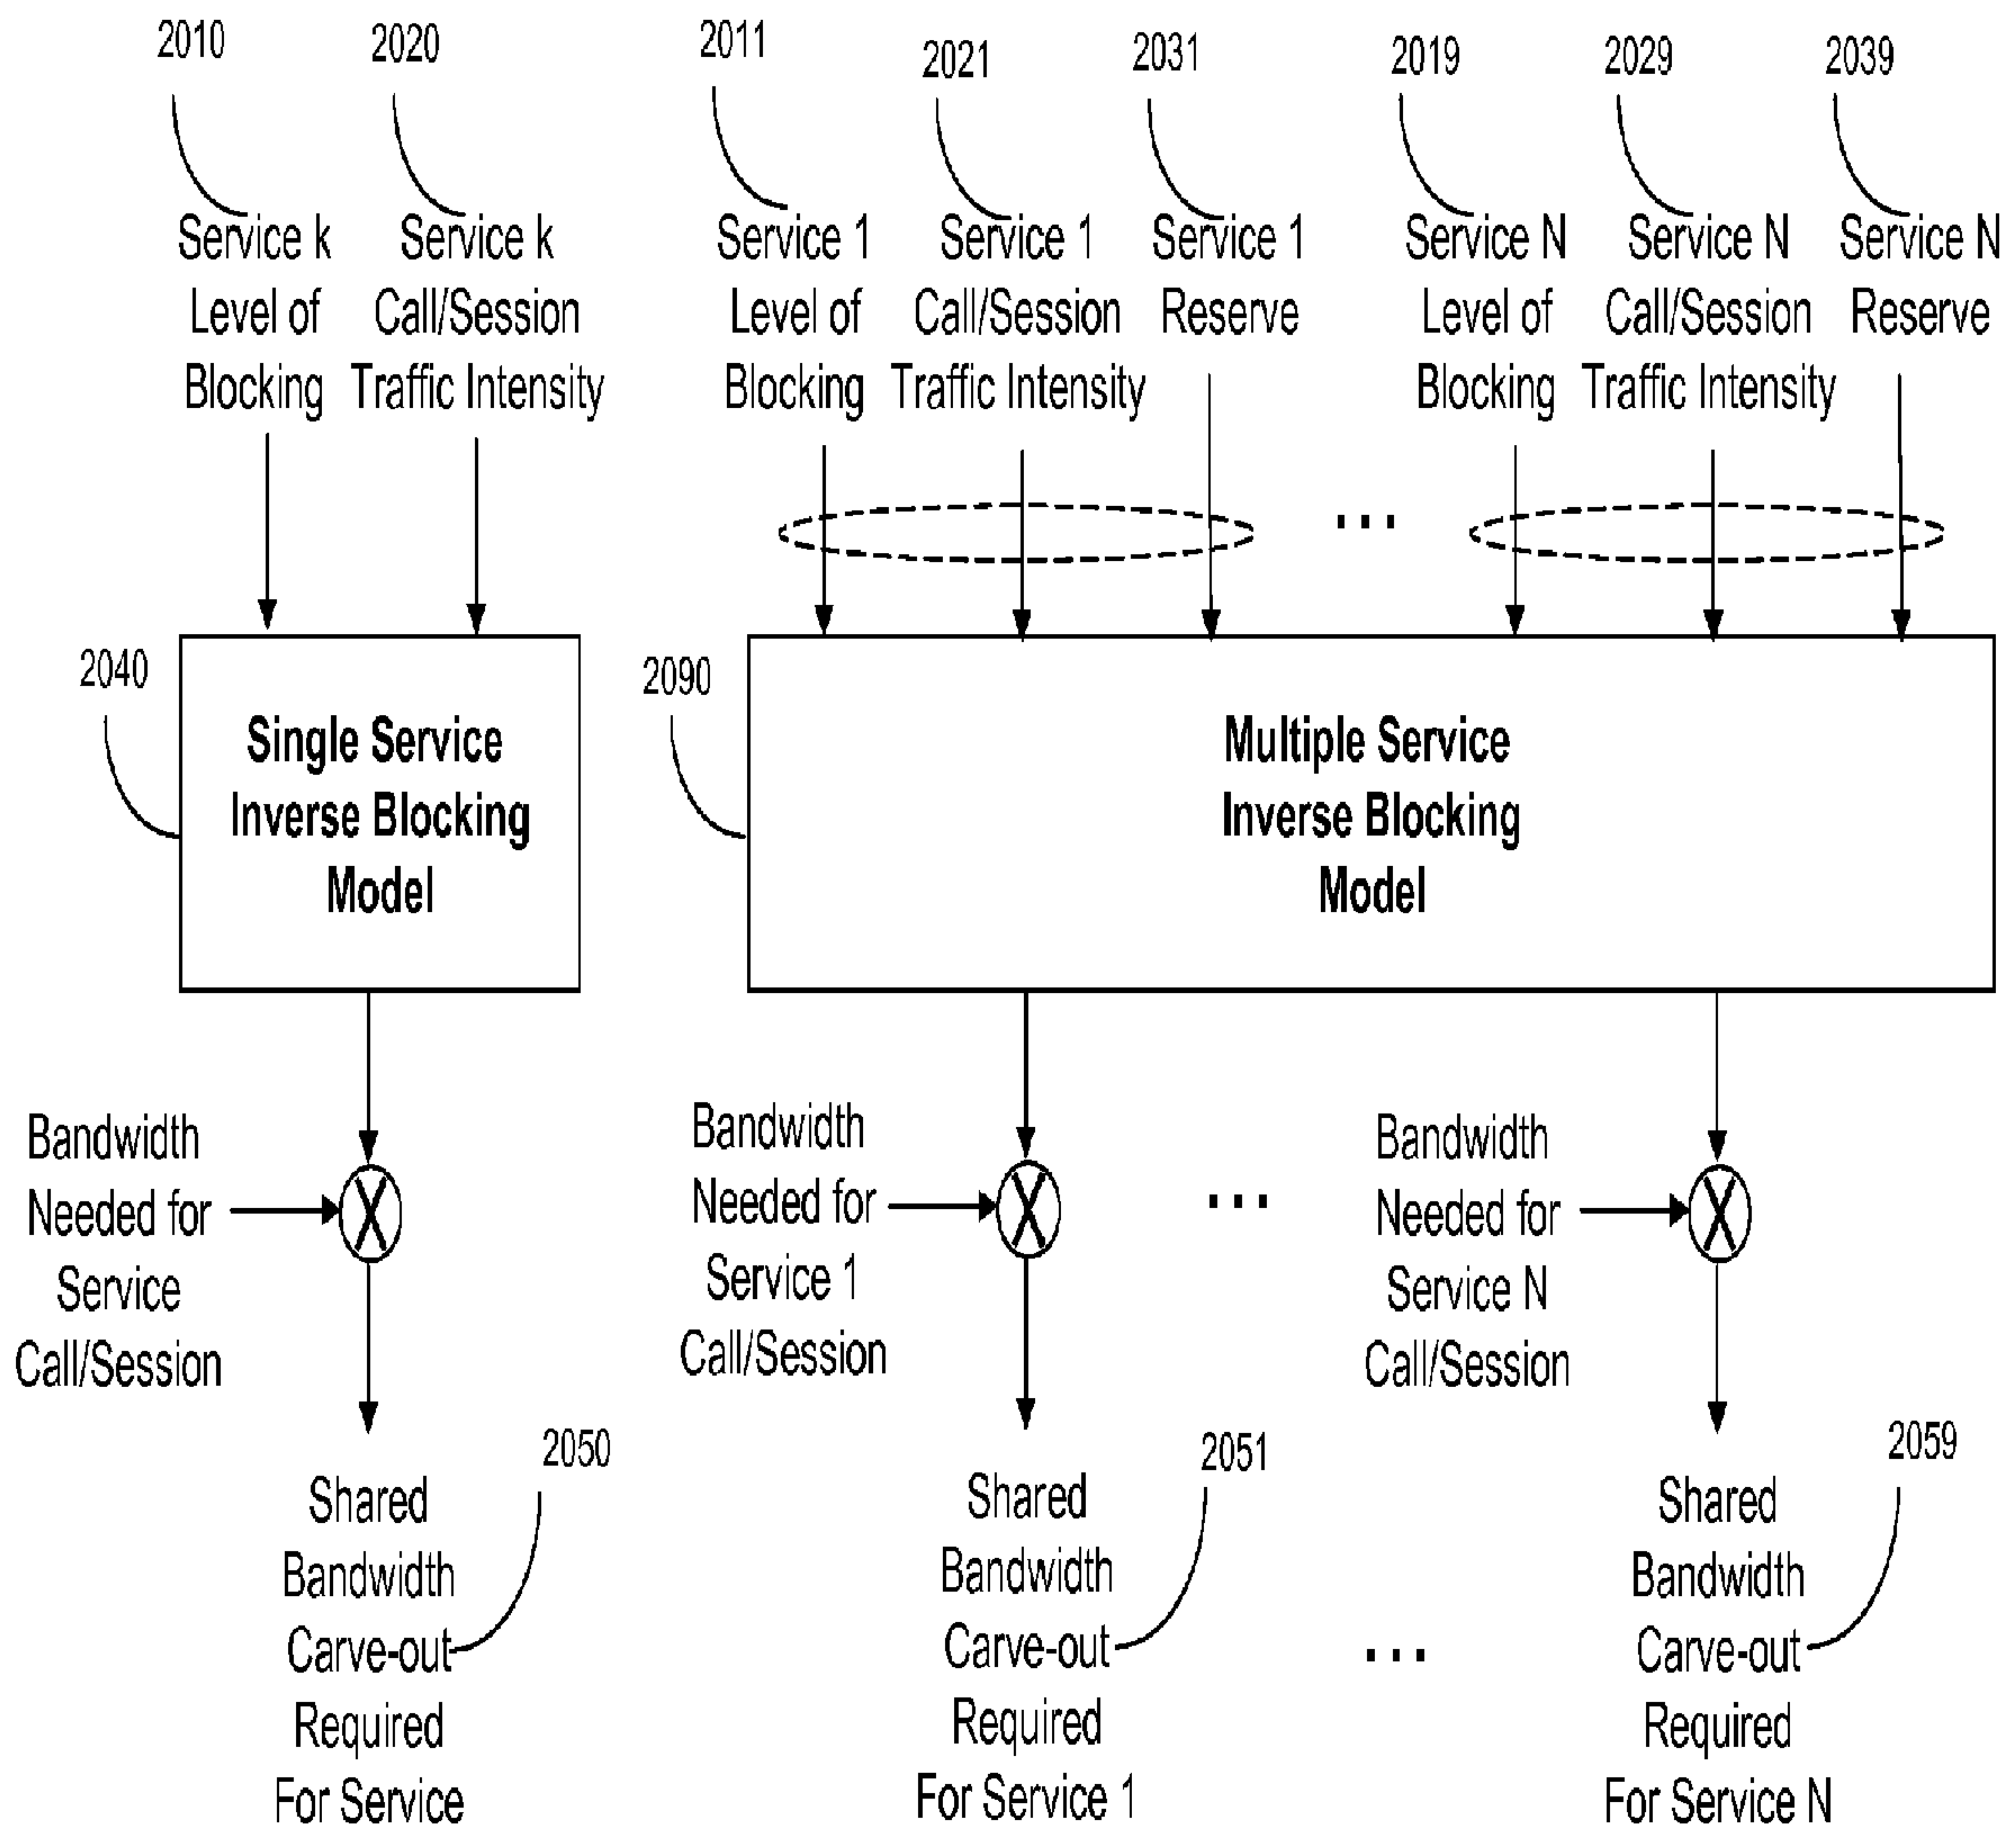 2010
2020
2011
2021
2031
2019
2029
2039
Service k
Level of
Blocking
Service k
Call/Session
Traffic Intensity
Service 1
Level of
Blocking
Service 1
Call/Session
Traffic Intensity
Service 1
Reserve
...
Service N
Level of
Blocking
Service N
Call/Session
Traffic Intensity
Service N
Reserve
2040
Single Service
Inverse Blocking
Model
2090
Multiple Service
Inverse Blocking
Model
Bandwidth
Needed for
Service
Call/Session
X
Bandwidth
Needed for
Service 1
Call/Session
X
...
Bandwidth
Needed for
Service N
Call/Session
X
2050
Shared
Bandwidth
Carve-out
Required
For Service
2051
Shared
Bandwidth
Carve-out
Required
For Service 1
...
2059
Shared
Bandwidth
Carve-out
Required
For Service N